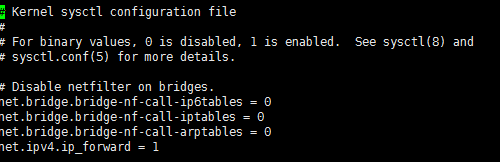 # Kernel sysctl configuration file
#
# For binary values, 0 is disabled, 1 is enabled.  See sysctl(8) and
# sysctl.conf(5) for more details.

# Disable netfilter on bridges.
net.bridge.bridge-nf-call-ip6tables = 0
net.bridge.bridge-nf-call-iptables = 0
net.bridge.bridge-nf-call-arptables = 0
net.ipv4.ip_forward = 1